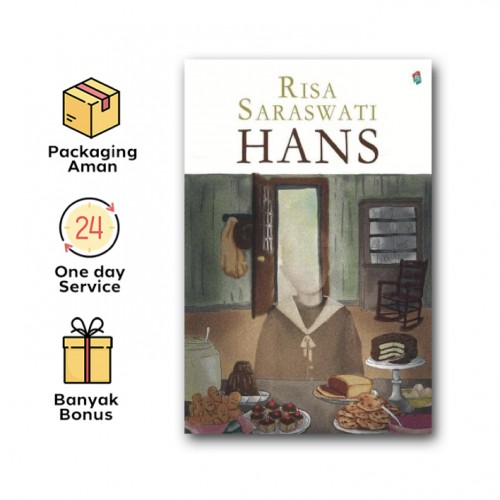 Packaging
Aman
24
One day
Service
Banyak
Bonus
RISA
SARASWATI
HANS